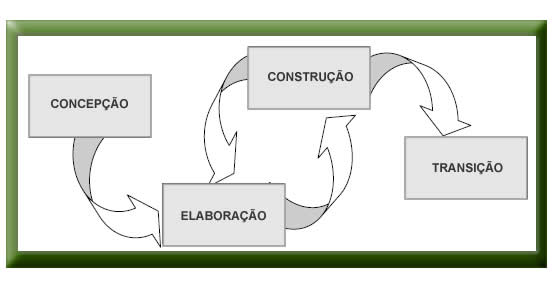 CONCEPÇÃO
ELABORAÇÃO
CONSTRUÇÃO
TRANSIÇÃO